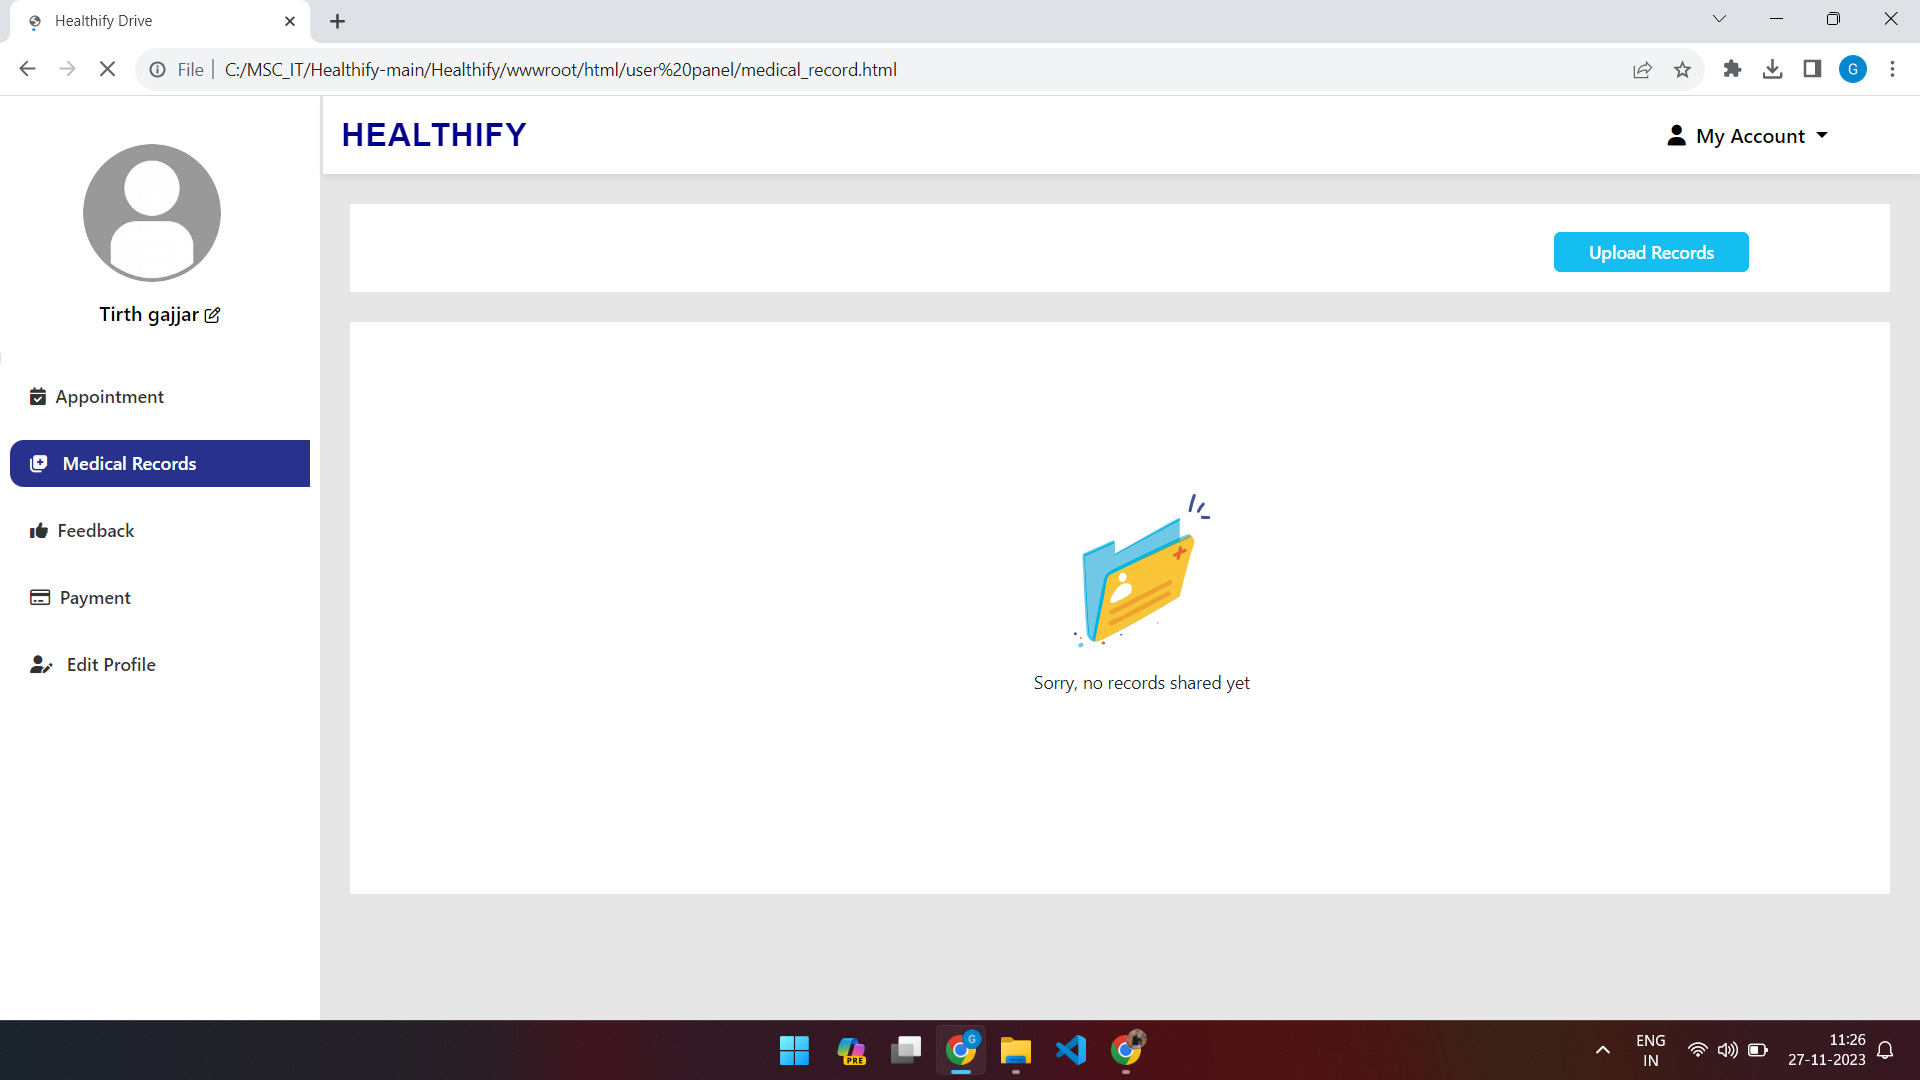 Healthify Drive
File
C:/MSC_IT/Healthify-main/Healthify/wwwroot/html/user%20panel/medical_record.html
G
HEALTHIFY
My Account
Upload Records
Tirth gajjar
Appointment
Medical Records
Feedback
Payment
Edit Profile
Sorry, no records shared yet
PRE
G
ENG
IN
11:26
27-11-2023